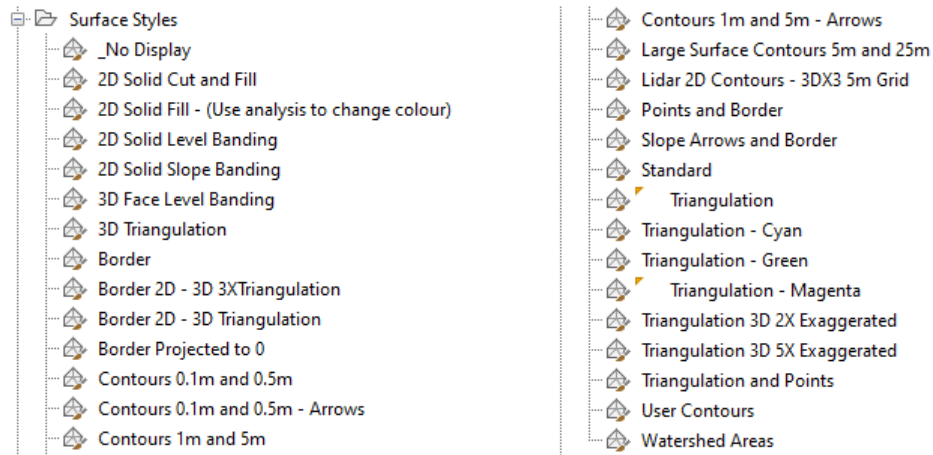 Surface Styles
_No Display
2D Solid Cut and Fill
2D Solid Fill - (Use analysis to change colour)
2D Solid Level Banding
2D Solid Slope Banding
3D Face Level Banding
3D Triangulation
Border
Border 2D - 3D 3XTriangulation
Border 2D - 3D Triangulation
Border Projected to 0
Contours 0.1m and 0.5m
Contours 0.1m and 0.5m - Arrows
Contours 1m and 5m
Contours 1m and 5m - Arrows
Large Surface Contours 5m and 25m
Lidar 2D Contours - 3DX3 5m Grid
Points and Border
Slope Arrows and Border
Standard
Triangulation
Triangulation - Cyan
Triangulation - Green
Triangulation - Magenta
Triangulation 3D 2X Exaggerated
Triangulation 3D 5X Exaggerated
Triangulation and Points
User Contours
Watershed Areas